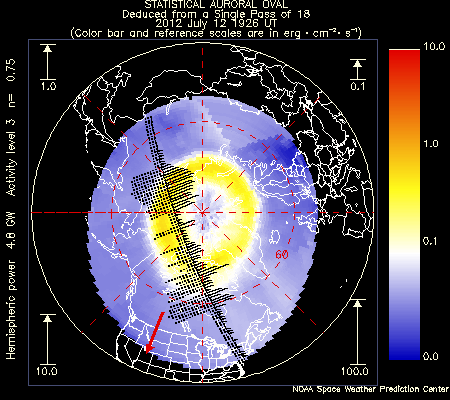 STATISTICAL AURORAL OVAL
Deduced from a Single Pass of 18
2012 July 12 1926 UT
(Color bar and reference scales are in erg·cm⁻²·s⁻¹)
Hemispheric power 4.8 GW Activity level 3 n= 0.75
1.0
0.1
10.0
1.0
0.1
0.0
60
10.0
100.0
NOAA Space Weather Prediction Center